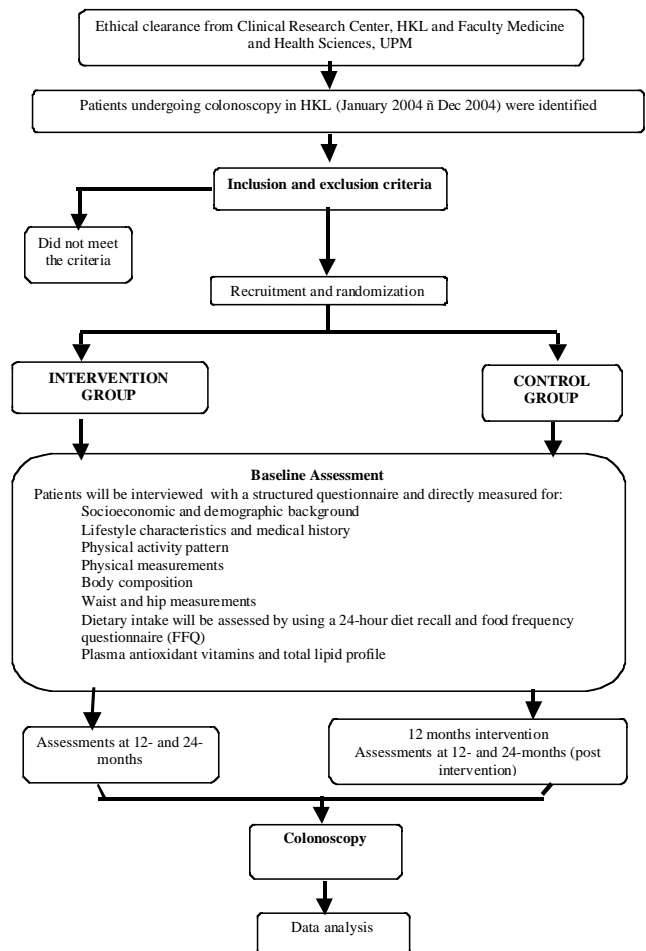 Ethical clearance from Clinical Research Center, HKL and Faculty Medicine
and Health Sciences, UPM
Patients undergoing colonoscopy in HKL (January 2004 ñ Dec 2004) were identified
Inclusion and exclusion criteria
Did not meet
the criteria
Recruitment and randomization
INTERVENTION
GROUP
CONTROL
GROUP
Baseline Assessment
Patients will be interviewed with a structured questionnaire and directly measured for:
Socioeconomic and demographic background
Lifestyle characteristics and medical history
Physical activity pattern
Physical measurements
Body composition
Waist and hip measurements
Dietary intake will be assessed by using a 24-hour diet recall and food frequency
questionnaire (FFQ)
Plasma antioxidant vitamins and total lipid profile
Assessments at 12- and 24-
months
12 months intervention
Assessments at 12- and 24-months (post
intervention)
Colonoscopy
Data analysis